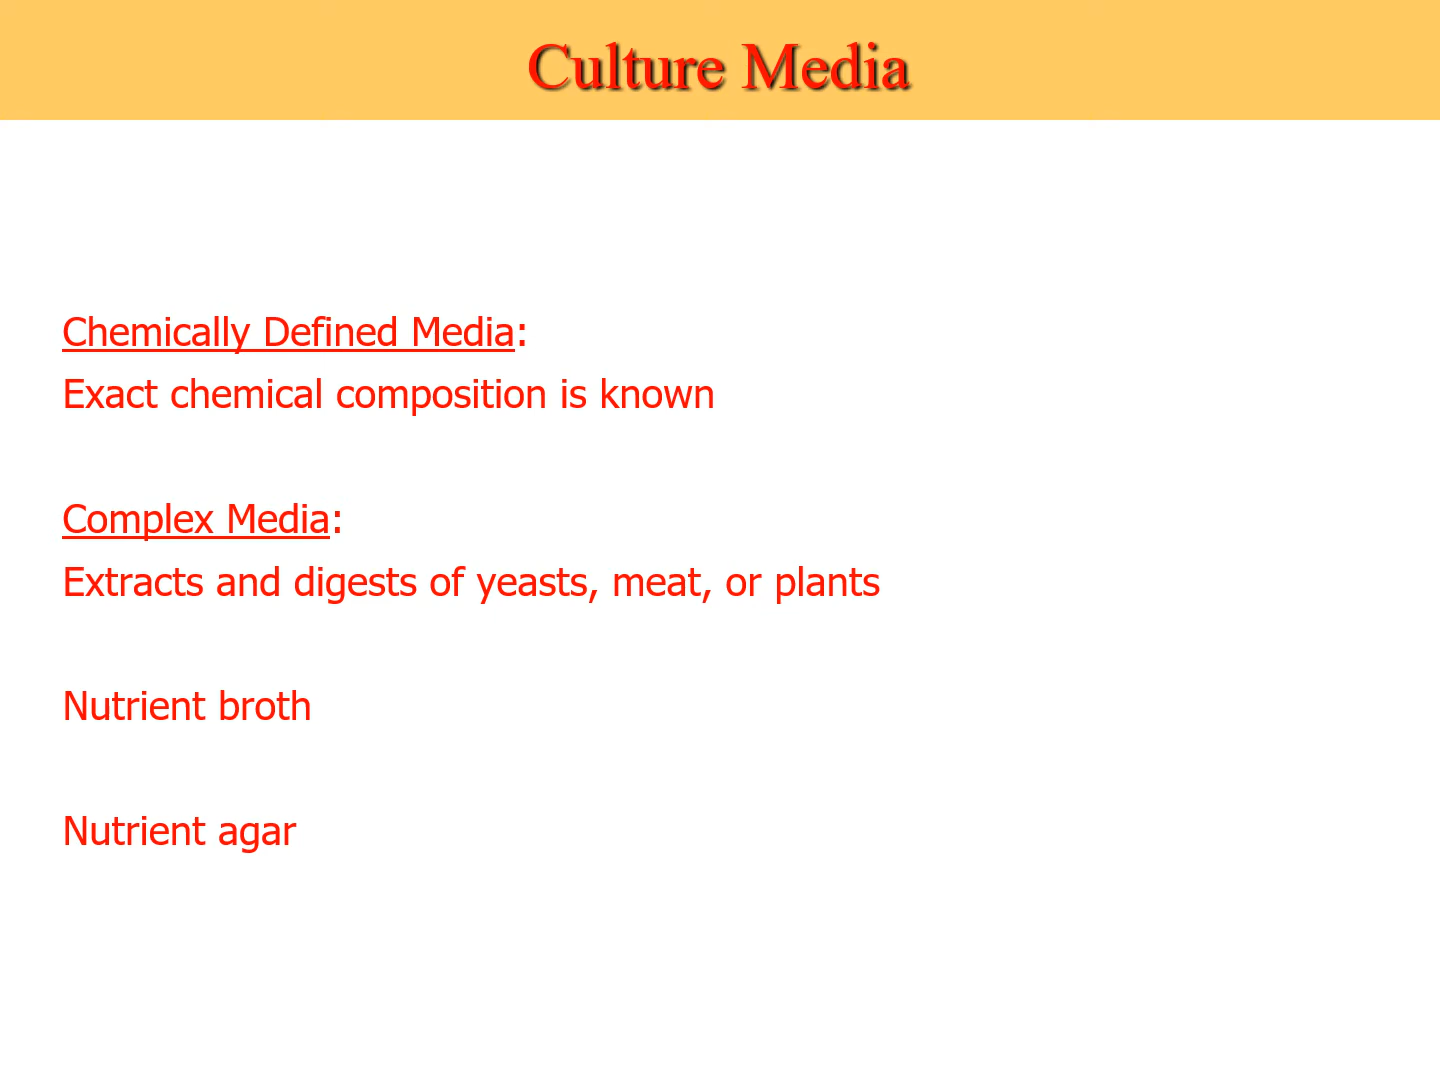 Culture Media
Chemically Defined Media:
Exact chemical composition is known
Complex Media:
Extracts and digests of yeasts, meat, or plants
Nutrient broth
Nutrient agar